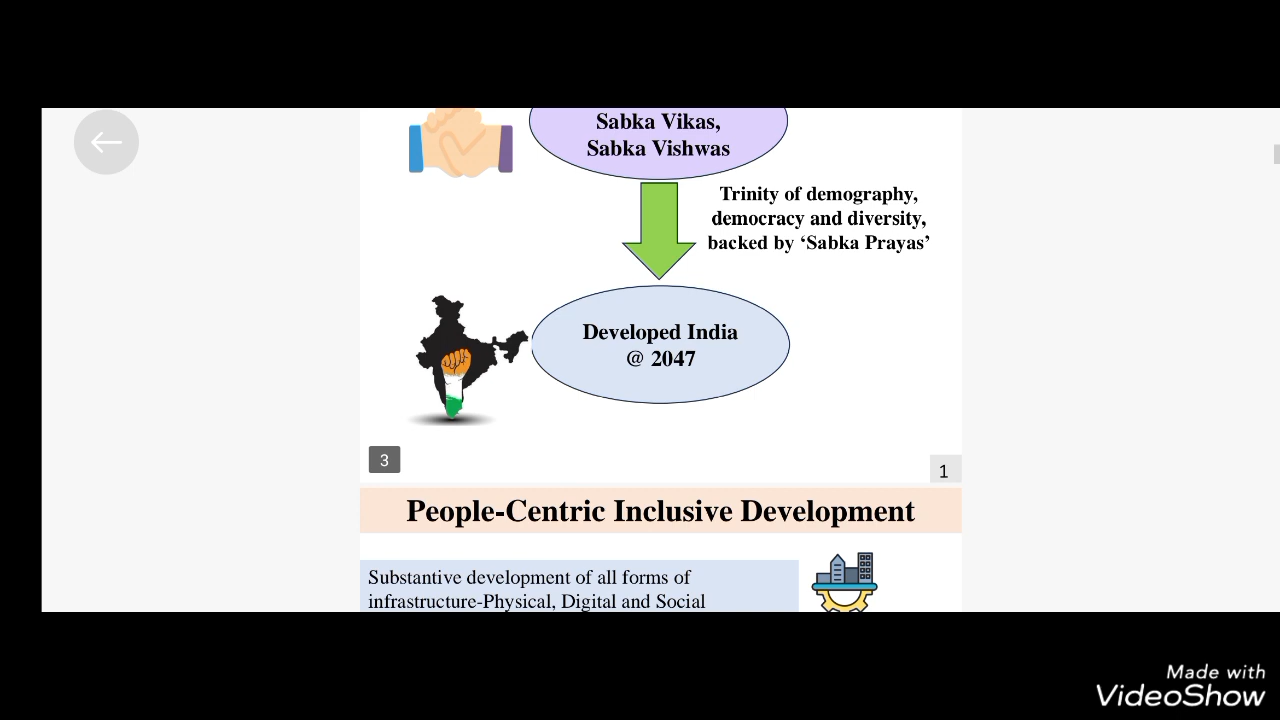 Sabka Vikas,
Sabka Vishwas
Trinity of demography,
democracy and diversity,
backed by ‘Sabka Prayas’
Developed India
@ 2047
3
1
People-Centric Inclusive Development
Substantive development of all forms of
infrastructure-Physical, Digital and Social
Made with
VideoShow